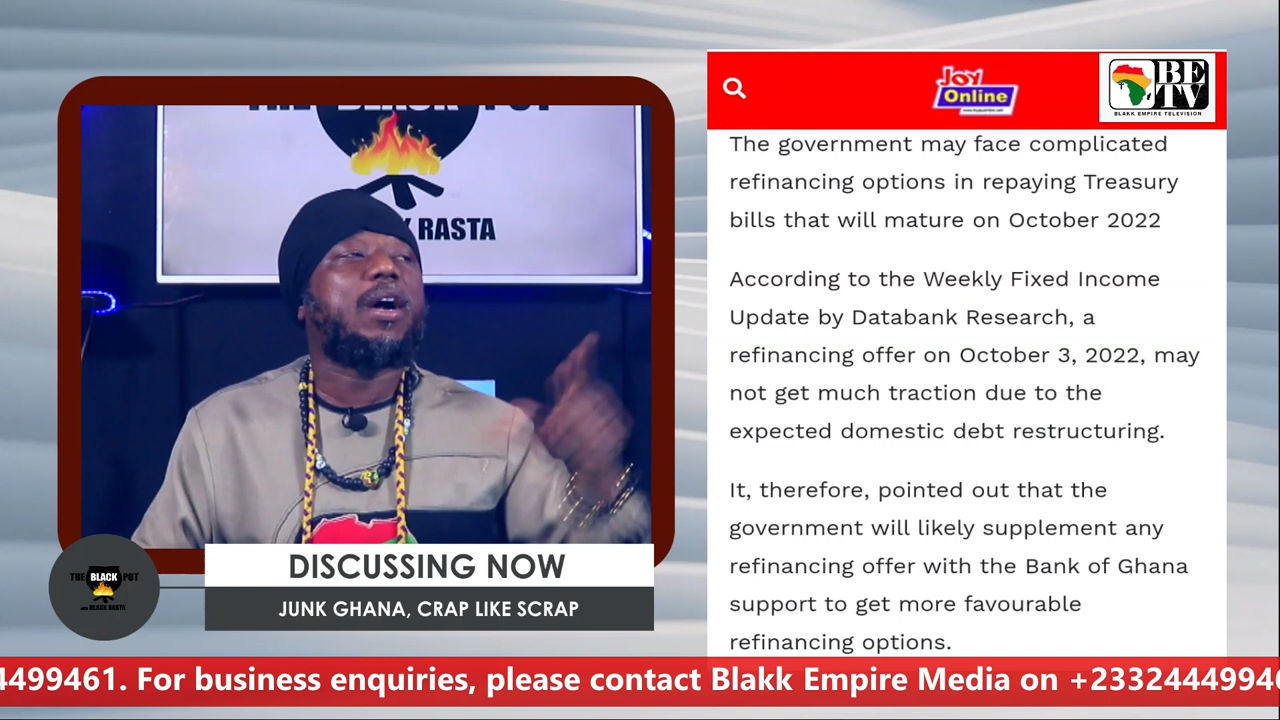 THE BLACK POT
RASTA
THE BLACK POT
with BLAKK RASTA
DISCUSSING NOW
JUNK GHANA, CRAP LIKE SCRAP
Joy
Online
BE
TV
BLAKK EMPIRE TELEVISION
The government may face complicated
refinancing options in repaying Treasury
bills that will mature on October 2022
According to the Weekly Fixed Income
Update by Databank Research, a
refinancing offer on October 3, 2022, may
not get much traction due to the
expected domestic debt restructuring.
It, therefore, pointed out that the
government will likely supplement any
refinancing offer with the Bank of Ghana
support to get more favourable
refinancing options.
4499461. For business enquiries, please contact Blakk Empire Media on +23324449946